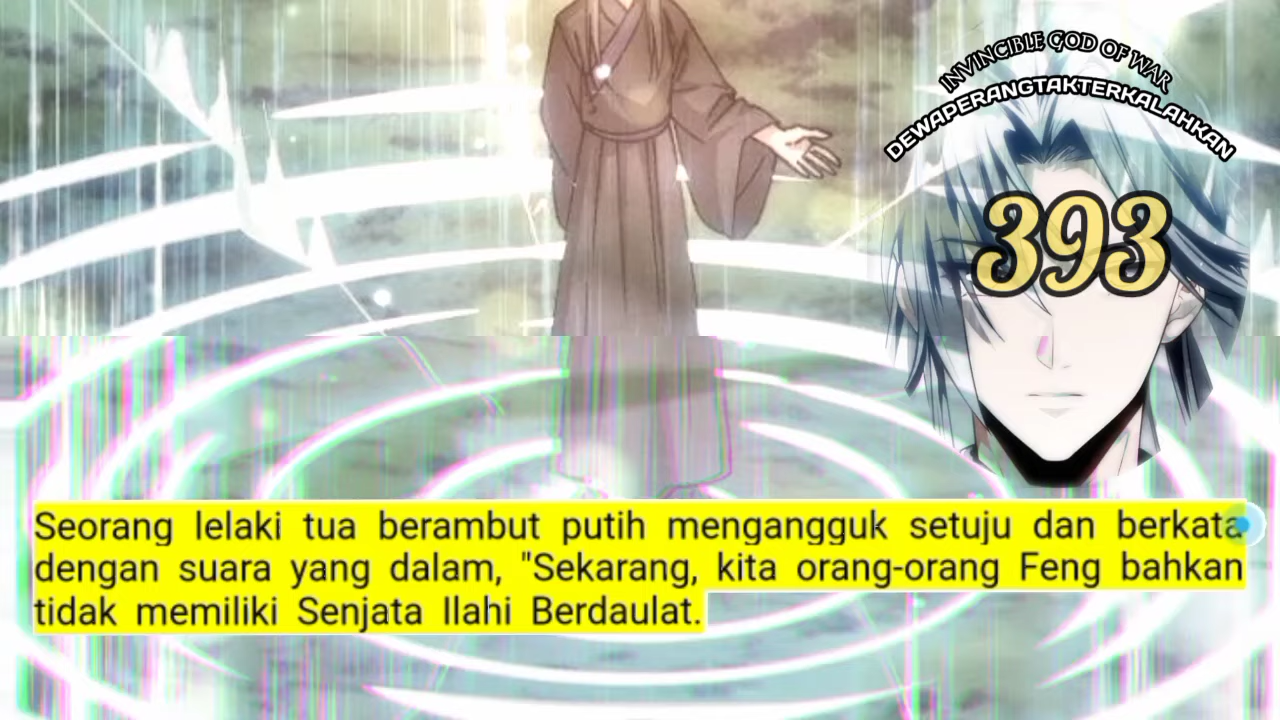 INVINCIBLE GOD OF WAR
DEWAPERANGTAKTERKALAHKAN
393
Seorang lelaki tua berambut putih mengangguk setuju dan berkata
dengan suara yang dalam, "Sekarang, kita orang-orang Feng bahkan
tidak memiliki Senjata Ilahi Berdaulat.